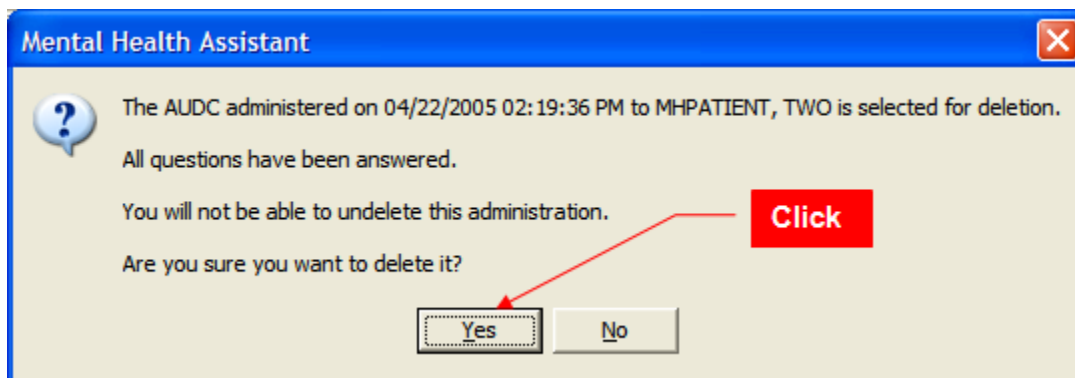 Mental Health Assistant
The AUDC administered on 04/22/2005 02:19:36 PM to MHPATIENT, TWO is selected for deletion.
All questions have been answered.
You will not be able to undelete this administration.
Click
Are you sure you want to delete it?
Yes
No